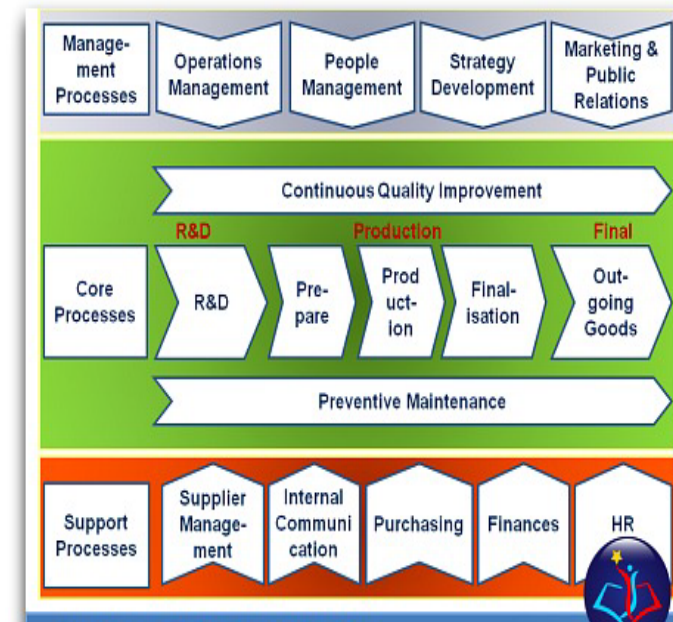 Manage-
ment
Processes
Operations
Management
People
Management
Strategy
Development
Marketing &
Public
Relations
Continuous Quality Improvement
R&D
Production
Final
Core
Processes
R&D
Pre-
pare
Prod
uct-
ion
Final-
isation
Out-
going
Goods
Preventive Maintenance
Support
Processes
Supplier
Manage-
ment
Internal
Communi
cation
Purchasing
Finances
HR